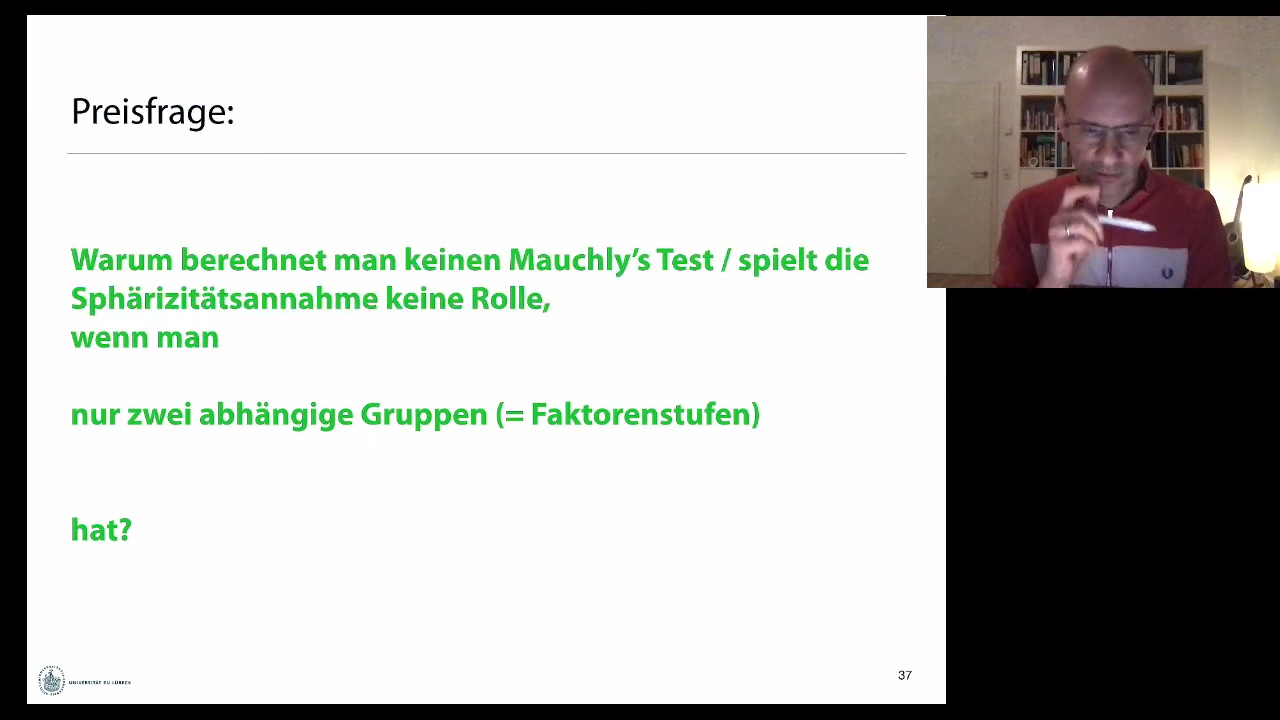 Preisfrage:
Warum berechnet man keinen Mauchly’s Test / spielt die
Sphärizitätsannahme keine Rolle,
wenn man
nur zwei abhängige Gruppen (= Faktorenstufen)
hat?
UNIVERSITÄT ZU LÜBECK
37